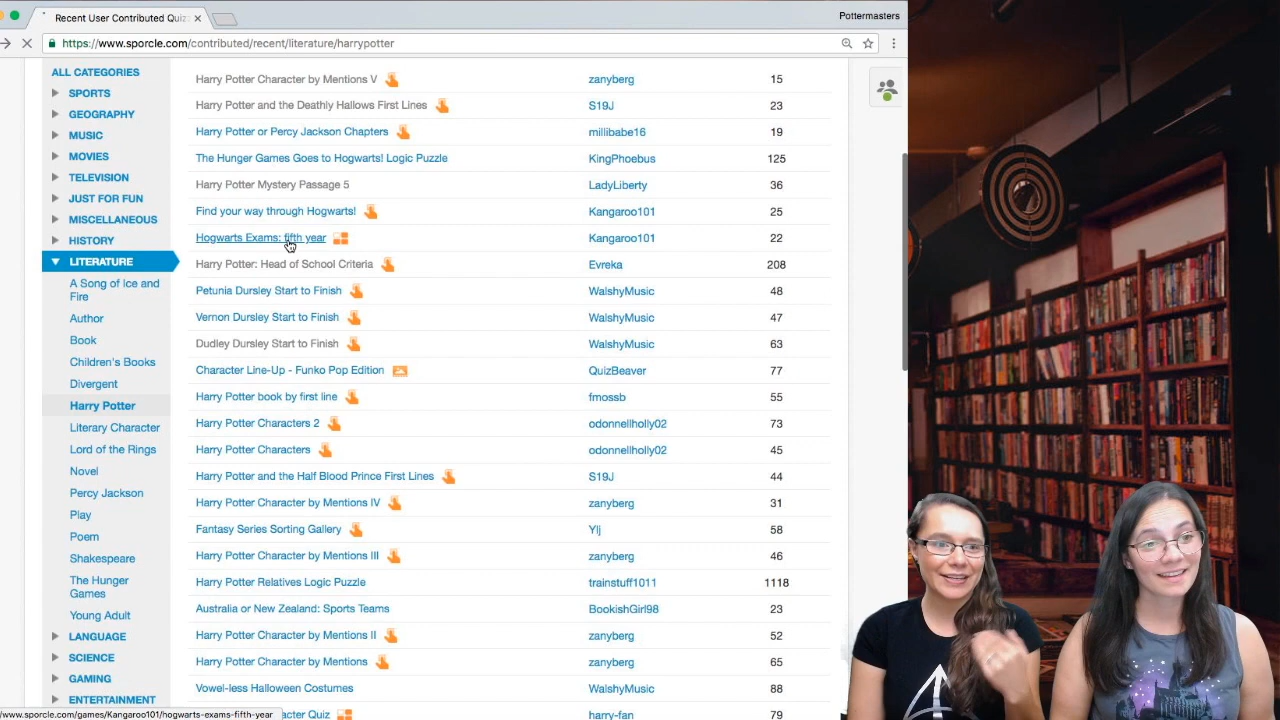 Recent User Contributed Quiz
Pottermasters
https://www.sporcle.com/contributed/recent/literature/harrypotter
ALL CATEGORIES
SPORTS
GEOGRAPHY
MUSIC
MOVIES
TELEVISION
JUST FOR FUN
MISCELLANEOUS
HISTORY
LITERATURE
A Song of Ice and
Fire
Author
Book
Children's Books
Divergent
Harry Potter
Literary Character
Lord of the Rings
Novel
Percy Jackson
Play
Poem
Shakespeare
The Hunger
Games
Young Adult
LANGUAGE
SCIENCE
GAMING
ENTERTAINMENT
Harry Potter Character by Mentions V zanyberg 15
Harry Potter and the Deathly Hallows First Lines S19J 23
Harry Potter or Percy Jackson Chapters millibabe16 19
The Hunger Games Goes to Hogwarts! Logic Puzzle KingPhoebus 125
Harry Potter Mystery Passage 5 LadyLiberty 36
Find your way through Hogwarts! Kangaroo101 25
Hogwarts Exams: fifth year Kangaroo101 22
Harry Potter: Head of School Criteria Evreka 208
Petunia Dursley Start to Finish WalshyMusic 48
Vernon Dursley Start to Finish WalshyMusic 47
Dudley Dursley Start to Finish WalshyMusic 63
Character Line-Up - Funko Pop Edition QuizBeaver 77
Harry Potter book by first line fmossb 55
Harry Potter Characters 2 odonnellholly02 73
Harry Potter Characters odonnellholly02 45
Harry Potter and the Half Blood Prince First Lines S19J 44
Harry Potter Character by Mentions IV zanyberg 31
Fantasy Series Sorting Gallery Ylj 58
Harry Potter Character by Mentions III zanyberg 46
Harry Potter Relatives Logic Puzzle trainstuff1011 1118
Australia or New Zealand: Sports Teams BookishGirl98 23
Harry Potter Character by Mentions II zanyberg 52
Harry Potter Character by Mentions zanyberg 65
Vowel-less Halloween Costumes WalshyMusic 88
acter Quiz harry-fan 79
/www.sporcle.com/games/Kangaroo101/hogwarts-exams-fifth-year